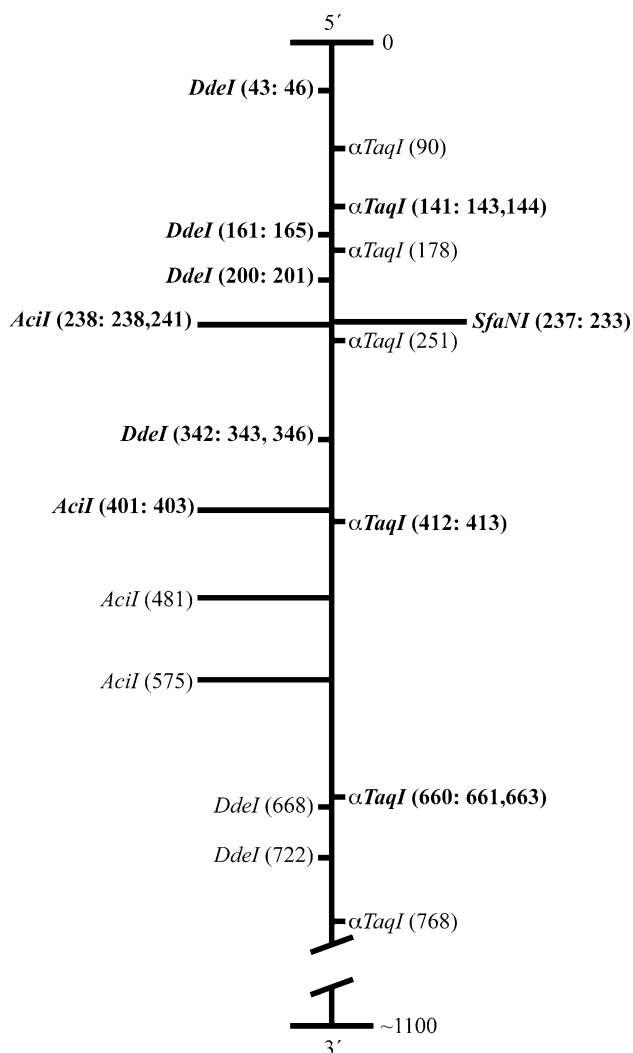 5´
0
DdeI (43: 46)
αTaqI (90)
αTaqI (141: 143,144)
DdeI (161: 165)
αTaqI (178)
DdeI (200: 201)
AciI (238: 238,241)
SfaNI (237: 233)
αTaqI (251)
DdeI (342: 343, 346)
AciI (401: 403)
αTaqI (412: 413)
AciI (481)
AciI (575)
αTaqI (660: 661,663)
DdeI (668)
DdeI (722)
αTaqI (768)
~1100
3´